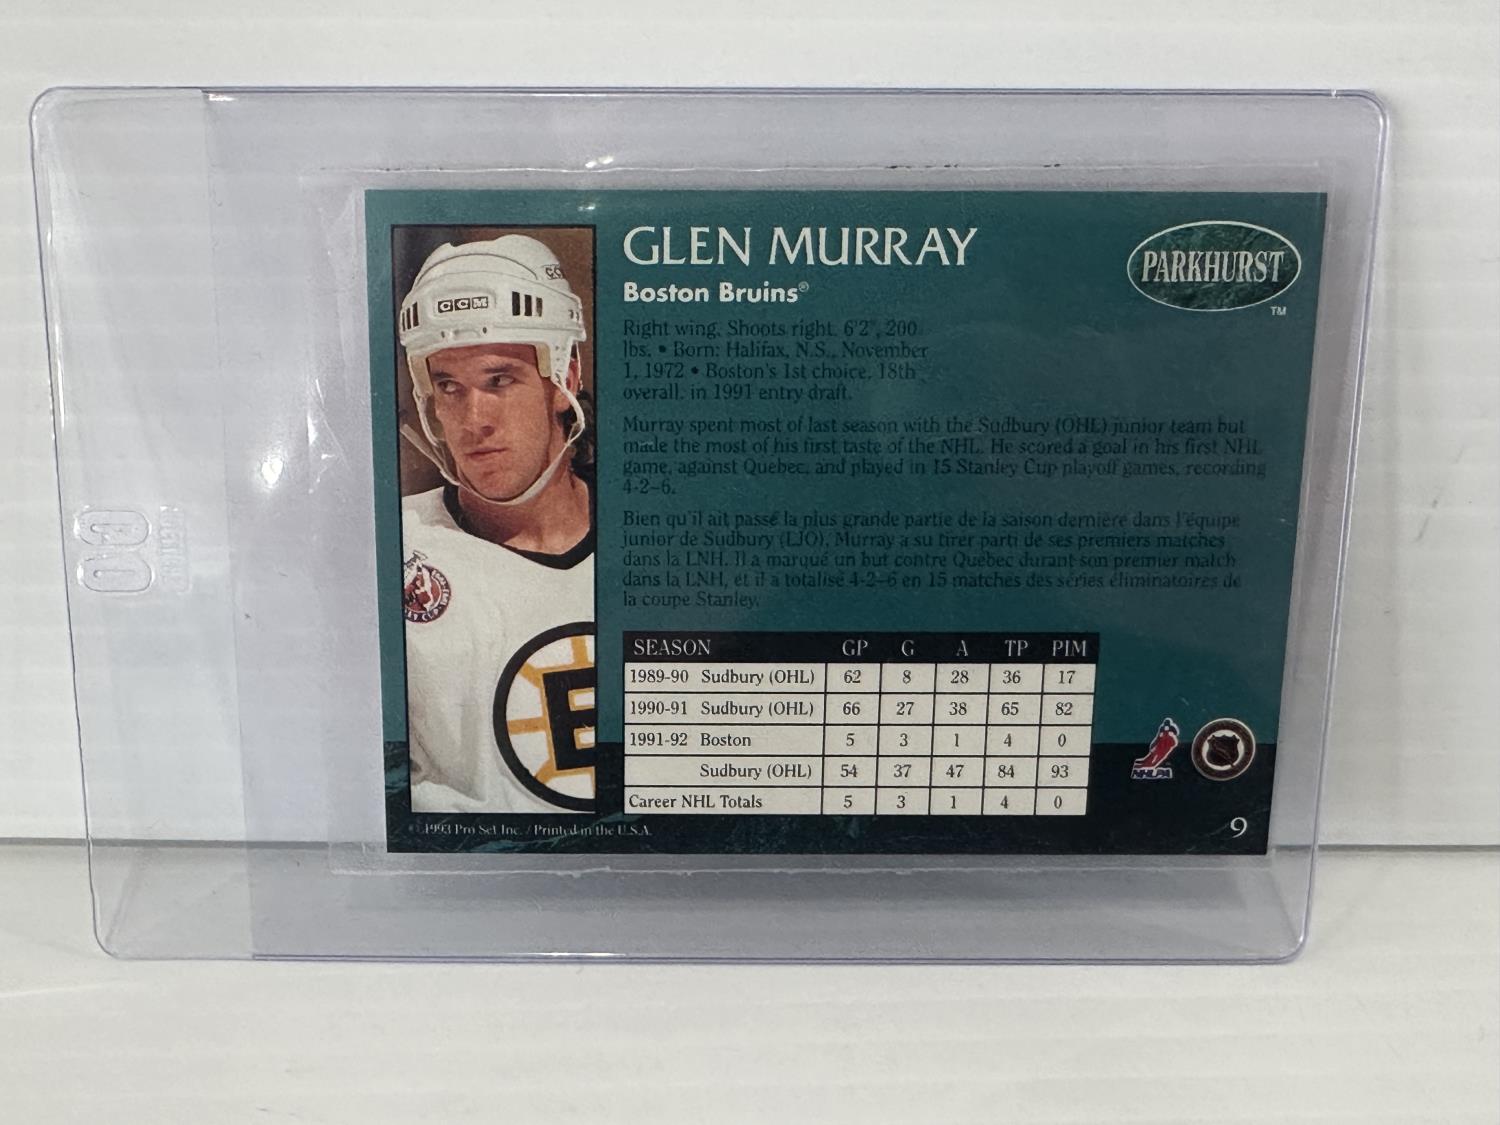 GLEN MURRAY
Boston Bruins®
PARKHURST
TM
Right wing. Shoots right. 6'2", 200
lbs. • Born: Halifax, N.S., November
1, 1972 • Boston's 1st choice, 18th
overall, in 1991 entry draft.
Murray spent most of last season with the Sudbury (OHL) junior team but
made the most of his first taste of the NHL. He scored a goal in his first NHL
game, against Quebec, and played in 15 Stanley Cup playoff games, recording
4-2–6.
Bien qu'il ait passé la plus grande partie de la saison dernière dans l'équipe
junior de Sudbury (LJO), Murray a su tirer parti de ses premiers matches
dans la LNH. Il a marqué un but contre Québec durant son premier match
dans la LNH, et il a totalisé 4-2–6 en 15 matches des séries éliminatoires de
la coupe Stanley.
SEASON GP G A TP PIM
1989-90 Sudbury (OHL) 62 8 28 36 17
1990-91 Sudbury (OHL) 66 27 38 65 82
1991-92 Boston 5 3 1 4 0
Sudbury (OHL) 54 37 47 84 93
Career NHL Totals 5 3 1 4 0
CCM
NHLPA
© 1993 Pro Set Inc. / Printed in the U.S.A.
9